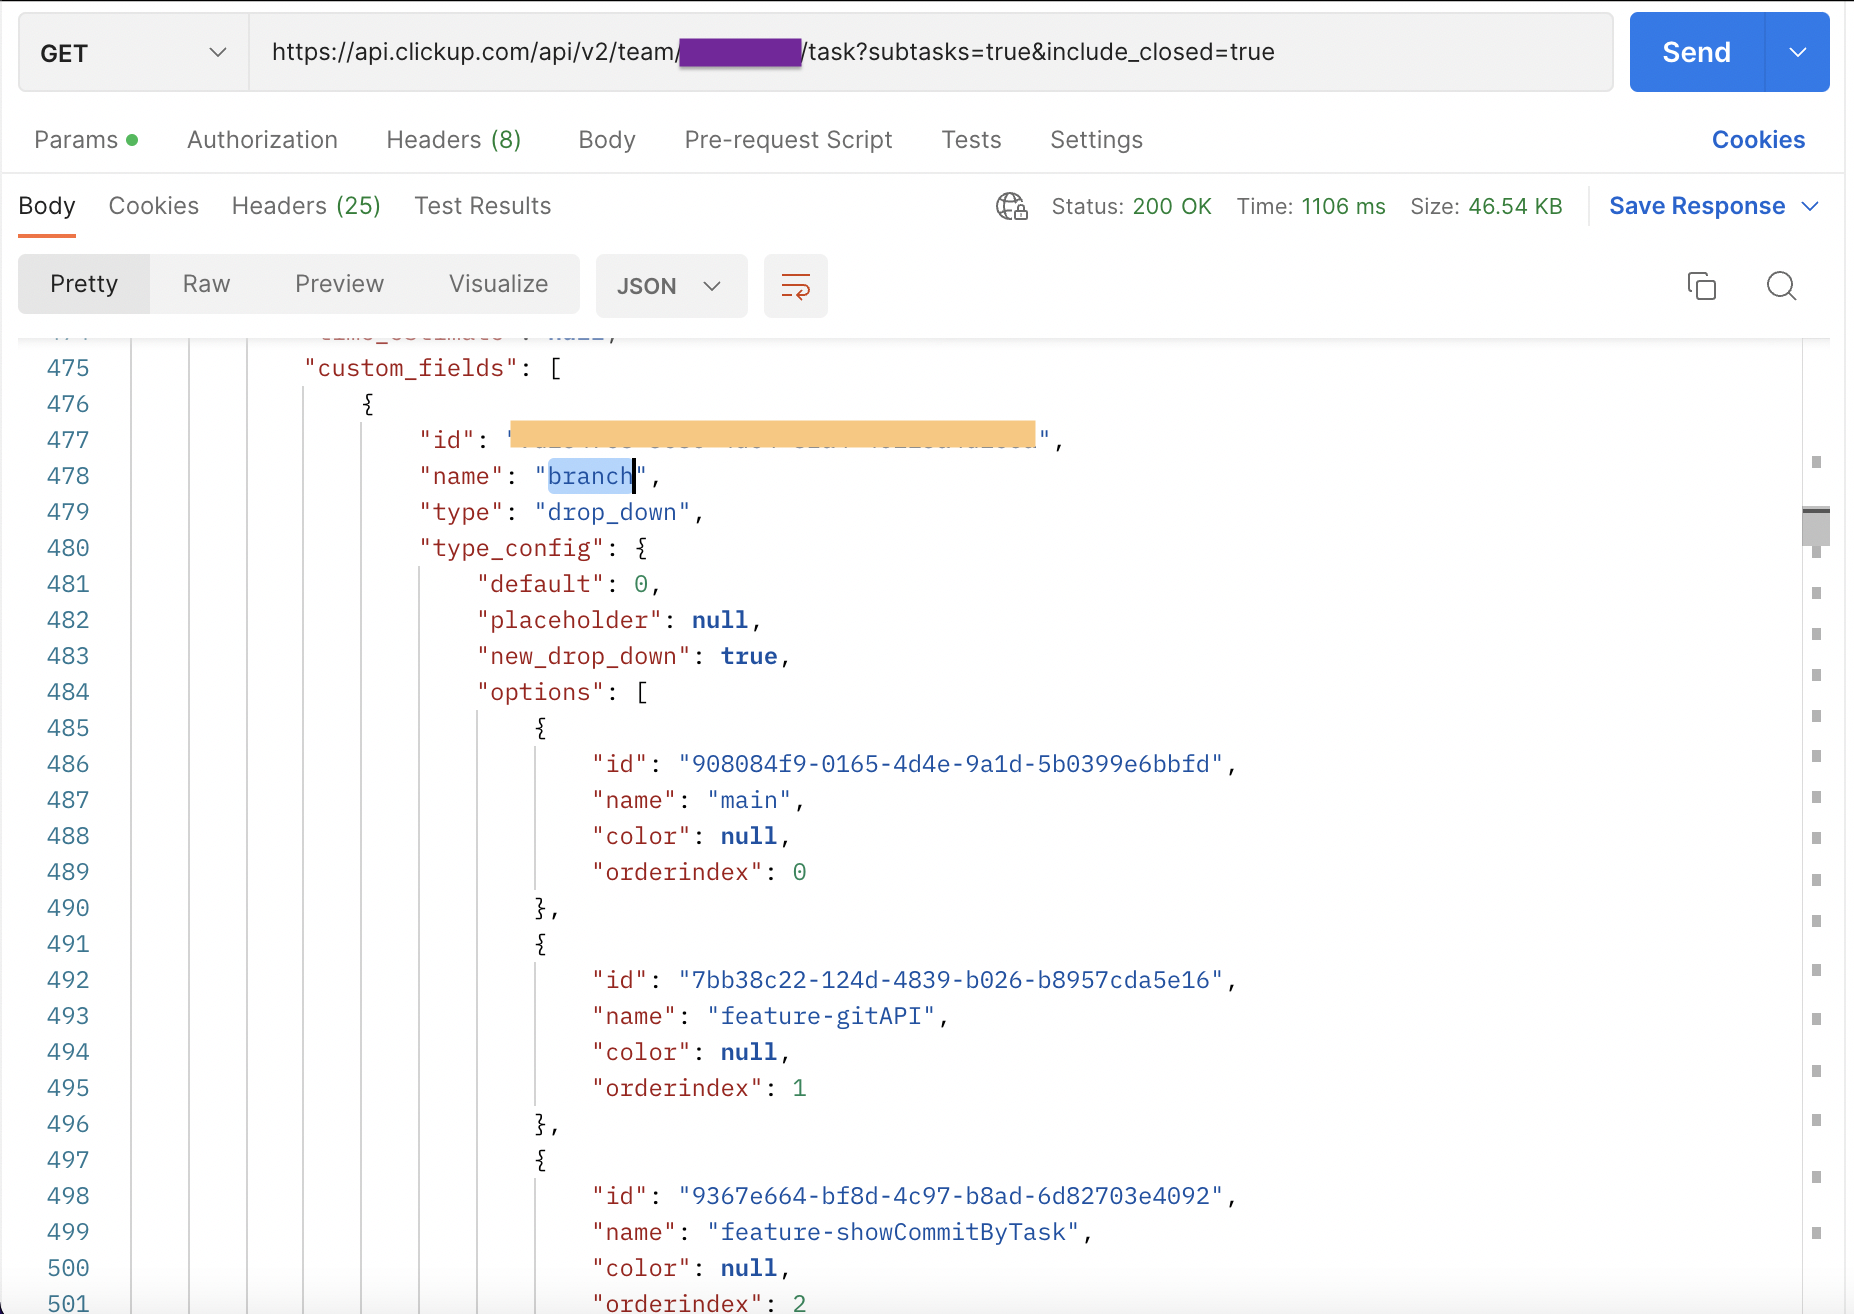 GET https://api.clickup.com/api/v2/team/ /task?subtasks=true&include_closed=true Send
Params Authorization Headers (8) Body Pre-request Script Tests Settings Cookies
Body Cookies Headers (25) Test Results Status: 200 OK Time: 1106 ms Size: 46.54 KB Save Response
Pretty Raw Preview Visualize JSON
475 "custom_fields": [
476 {
477 "id": "",
478 "name": "branch",
479 "type": "drop_down",
480 "type_config": {
481 "default": 0,
482 "placeholder": null,
483 "new_drop_down": true,
484 "options": [
485 {
486 "id": "908084f9-0165-4d4e-9a1d-5b0399e6bbfd",
487 "name": "main",
488 "color": null,
489 "orderindex": 0
490 },
491 {
492 "id": "7bb38c22-124d-4839-b026-b8957cda5e16",
493 "name": "feature-gitAPI",
494 "color": null,
495 "orderindex": 1
496 },
497 {
498 "id": "9367e664-bf8d-4c97-b8ad-6d82703e4092",
499 "name": "feature-showCommitByTask",
500 "color": null,
501 "orderindex": 2